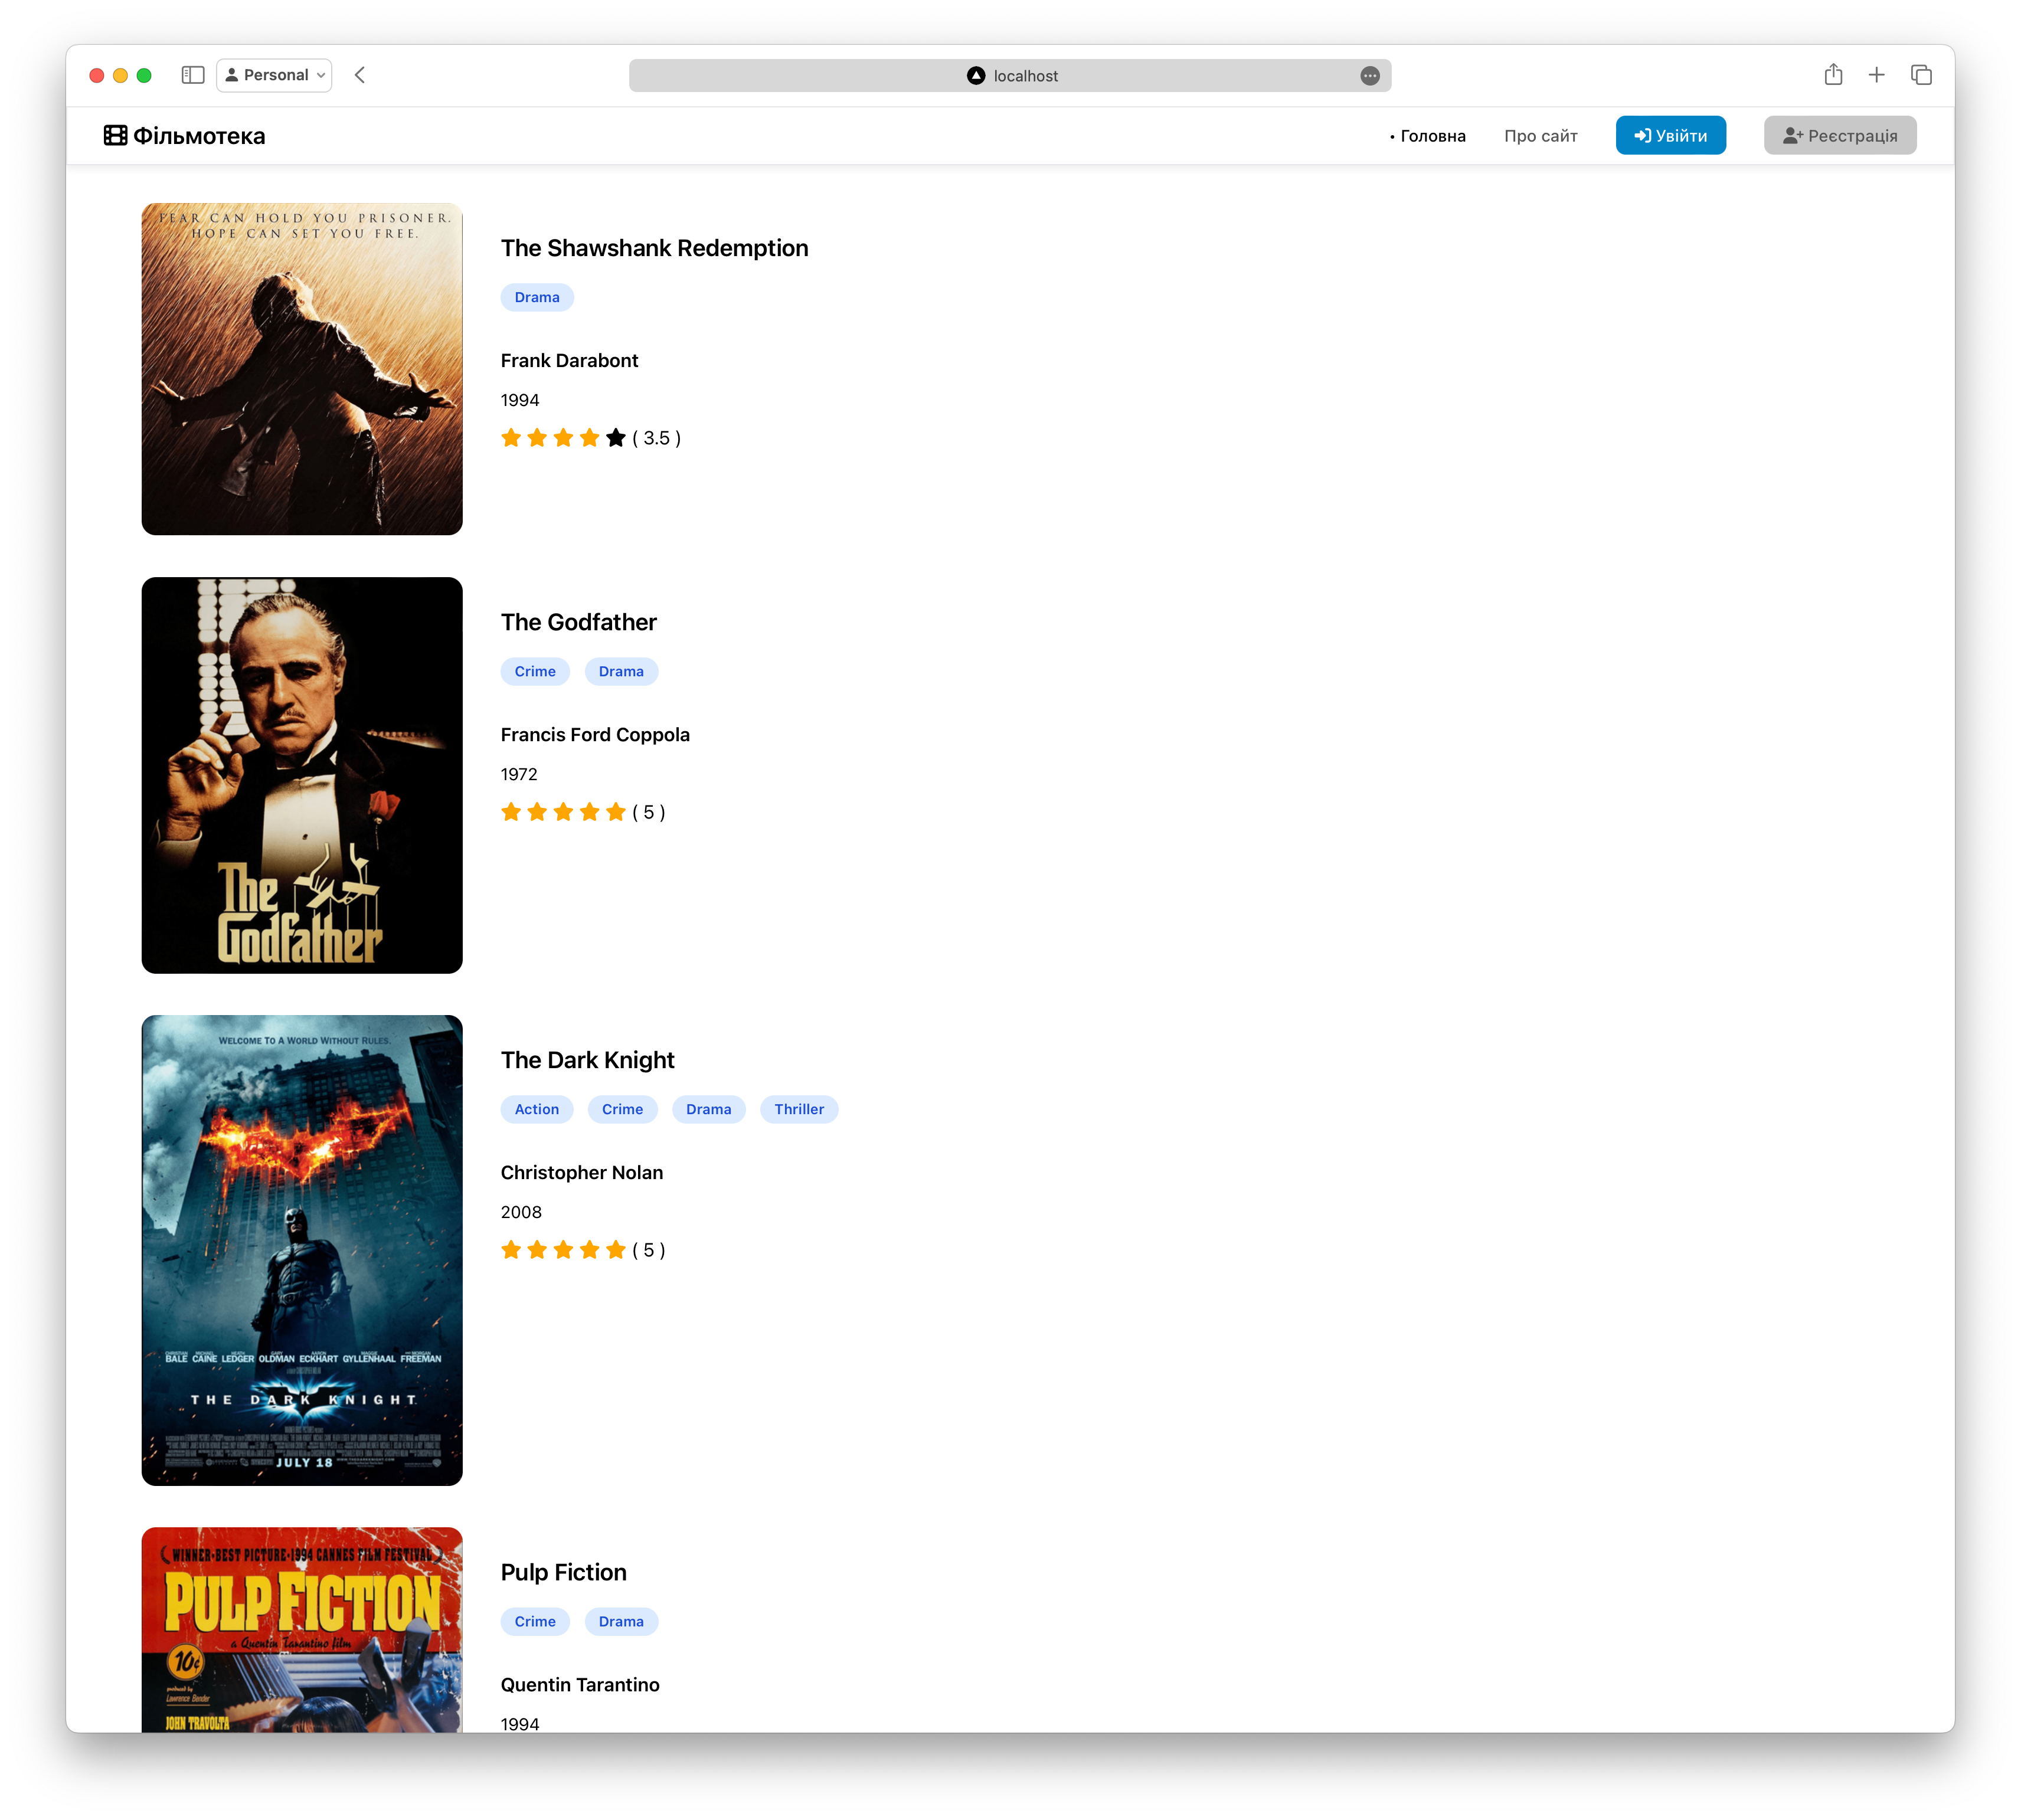 Personal
localhost
Фільмотека
• Головна
Про сайт
Увійти
Реєстрація
FEAR CAN HOLD YOU PRISONER.
HOPE CAN SET YOU FREE.
The Shawshank Redemption
Drama
Frank Darabont
1994
( 3.5 )
The
Godfather
The Godfather
Crime Drama
Francis Ford Coppola
1972
( 5 )
WELCOME TO A WORLD WITHOUT RULES.
BALE CAINE LEDGER OLDMAN ECKHART GYLLENHAAL FREEMAN
THE DARK KNIGHT
JULY 18
The Dark Knight
Action Crime Drama Thriller
Christopher Nolan
2008
( 5 )
WINNER-BEST PICTURE-1994 CANNES FILM FESTIVAL
PULP FICTION
a Quentin Tarantino film
10¢
produced by
Lawrence Bender
JOHN TRAVOLTA
Pulp Fiction
Crime Drama
Quentin Tarantino
1994